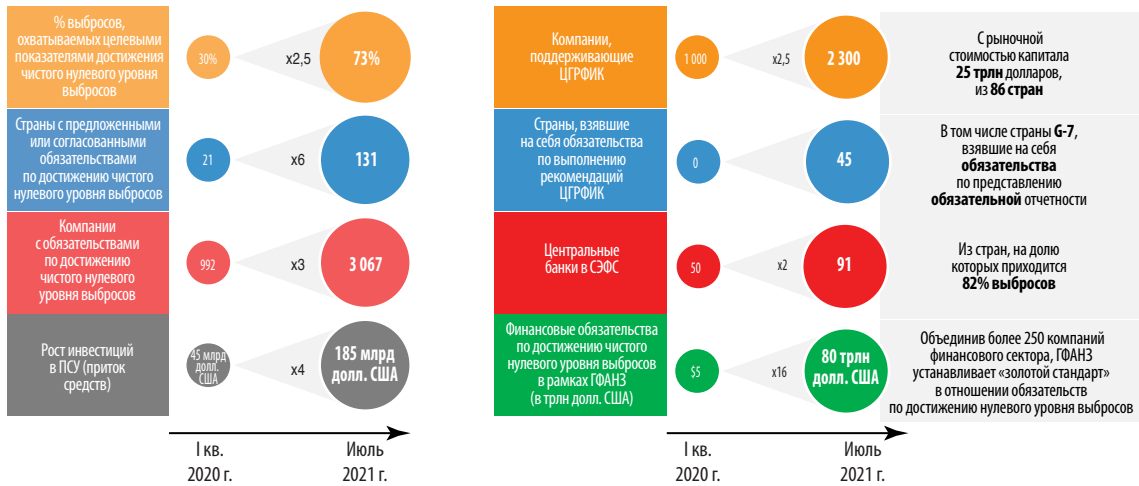 % выбросов,
охватываемых целевыми
показателями достижения
чистого нулевого уровня
выбросов
30%
x2,5
73%
Страны с предложенными
или согласованными
обязательствами
по достижению чистого
нулевого уровня выбросов
21
x6
131
Компании
с обязательствами
по достижению
чистого нулевого
уровня выбросов
992
x3
3 067
Рост инвестиций
в ПСУ (приток
средств)
45 млрд
долл. США
x4
185 млрд
долл. США
I кв.
2020 г.
Июль
2021 г.
Компании,
поддерживающие
ЦГРФИК
1 000
x2,5
2 300
С рыночной
стоимостью капитала
25 трлн долларов,
из 86 стран
Страны, взявшие
на себя обязательства
по выполнению
рекомендаций
ЦГРФИК
0
45
В том числе страны G-7,
взявшие на себя
обязательства
по представлению
обязательной отчетности
Центральные
банки в СЭФС
50
x2
91
Из стран, на долю
которых приходится
82% выбросов
Финансовые обязательства
по достижению чистого
нулевого уровня выбросов
в рамках ГФАНЗ
(в трлн долл. США)
$5
x16
80 трлн
долл. США
Объединив более 250 компаний
финансового сектора, ГФАНЗ
устанавливает «золотой стандарт»
в отношении обязательств
по достижению нулевого уровня выбросов
I кв.
2020 г.
Июль
2021 г.